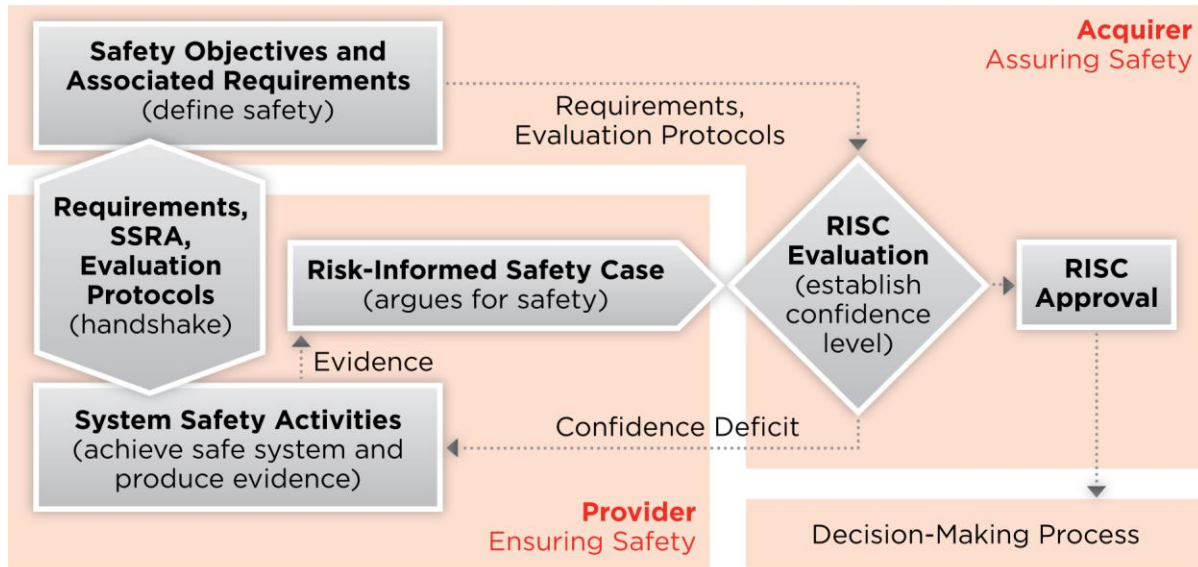 Safety Objectives and
Associated Requirements
(define safety)
Acquirer
Assuring Safety
Requirements,
Evaluation Protocols
Requirements,
SSRA,
Evaluation
Protocols
(handshake)
Risk-Informed Safety Case
(argues for safety)
RISC
Evaluation
(establish
confidence
level)
RISC
Approval
Evidence
System Safety Activities
(achieve safe system and
produce evidence)
Confidence Deficit
Provider
Ensuring Safety
Decision-Making Process